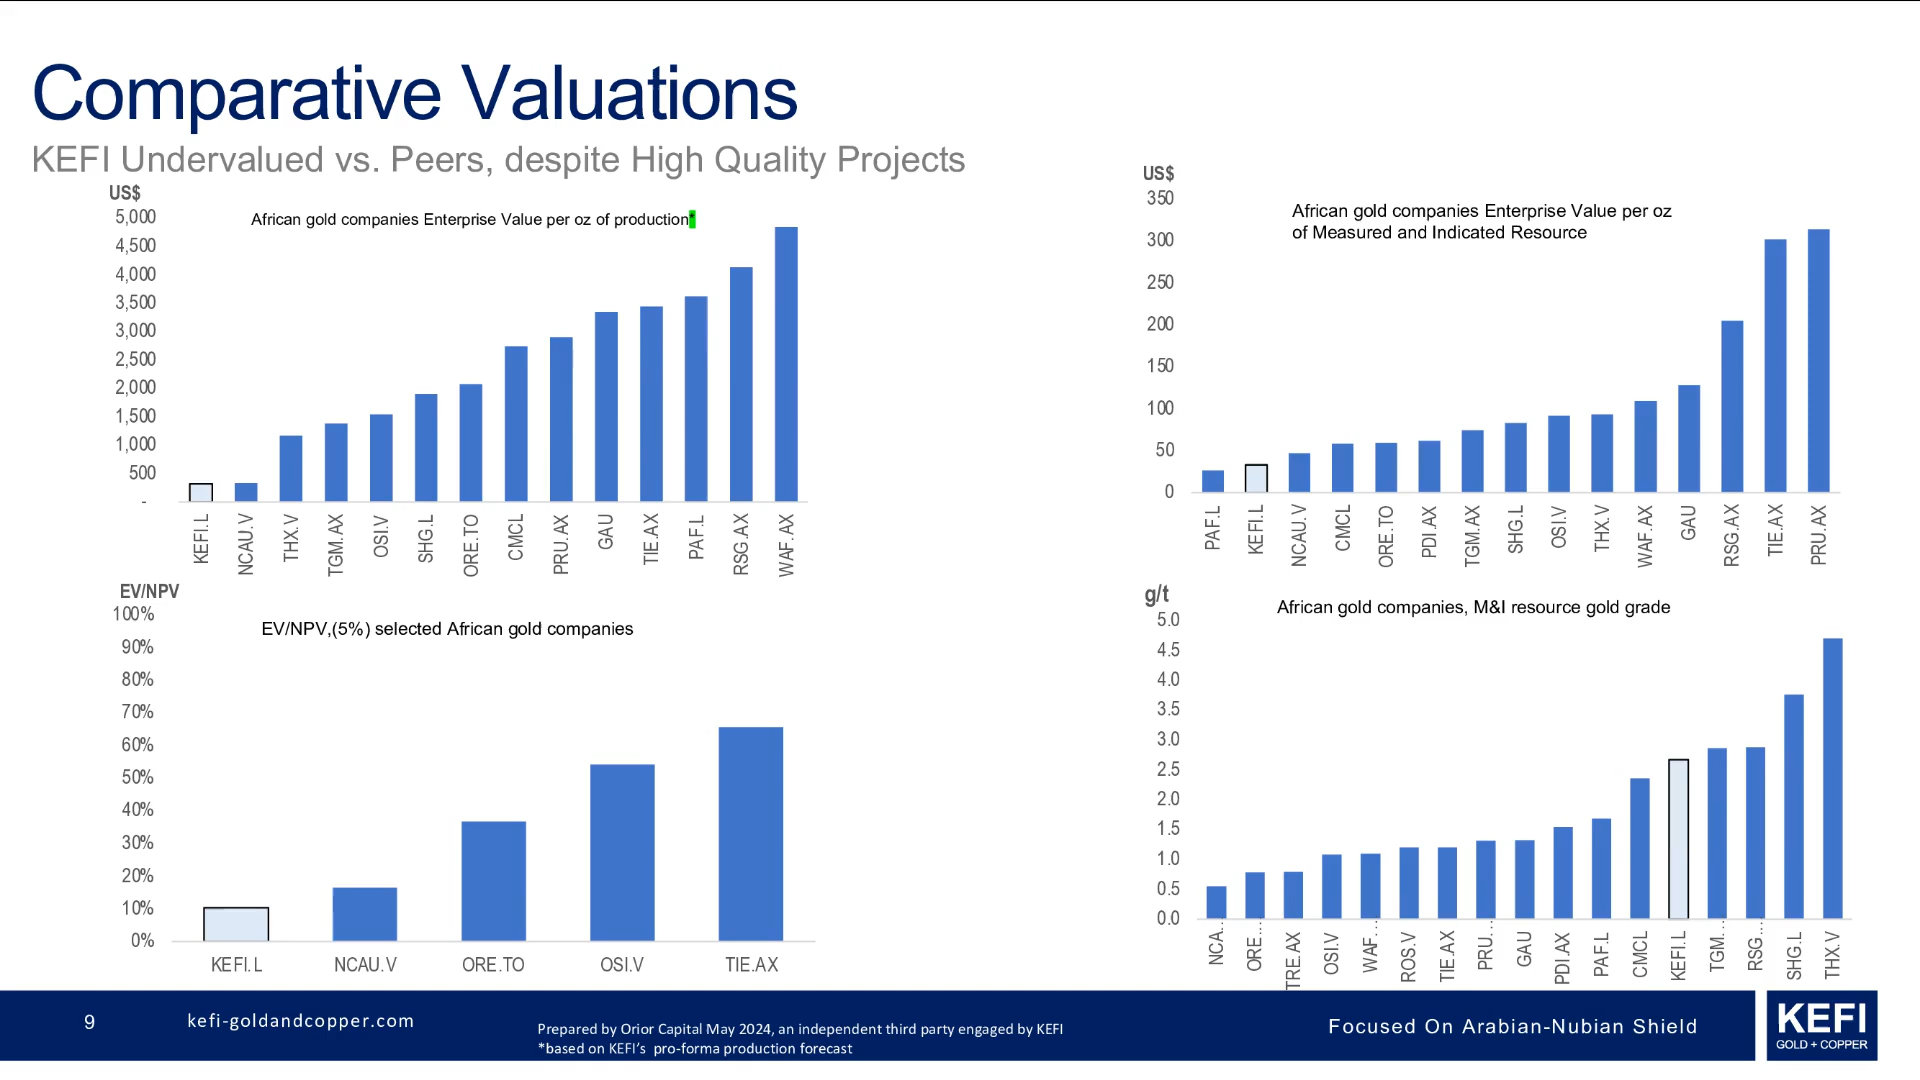 Comparative Valuations
KEFI Undervalued vs. Peers, despite High Quality Projects
US$
African gold companies Enterprise Value per oz of production*
5,000
4,500
4,000
3,500
3,000
2,500
2,000
1,500
1,000
500
-
KEFI.L
NCAU.V
THX.V
TGM.AX
OSI.V
SHG.L
ORE.TO
CMCL
PRU.AX
GAU
TIE.AX
PAF.L
RSG.AX
WAF.AX
US$
African gold companies Enterprise Value per oz
of Measured and Indicated Resource
350
300
250
200
150
100
50
0
PAF.L
KEFI.L
NCAU.V
CMCL
ORE.TO
PDI.AX
TGM.AX
SHG.L
OSI.V
THX.V
WAF.AX
GAU
RSG.AX
TIE.AX
PRU.AX
EV/NPV
EV/NPV,(5%) selected African gold companies
100%
90%
80%
70%
60%
50%
40%
30%
20%
10%
0%
KEFI.L NCAU.V ORE.TO OSI.V TIE.AX
g/t
African gold companies, M&I resource gold grade
5.0
4.5
4.0
3.5
3.0
2.5
2.0
1.5
1.0
0.5
0.0
NCA...
ORE...
TRE.AX
OSI.V
WAF...
ROS.V
TIE.AX
PRU...
GAU
PDI.AX
PAF.L
CMCL
KEFI.L
TGM...
RSG...
SHG.L
THX.V
9
kefi-goldandcopper.com
Prepared by Orior Capital May 2024, an independent third party engaged by KEFI
*based on KEFI's pro-forma production forecast
Focused On Arabian-Nubian Shield
KEFI
GOLD + COPPER